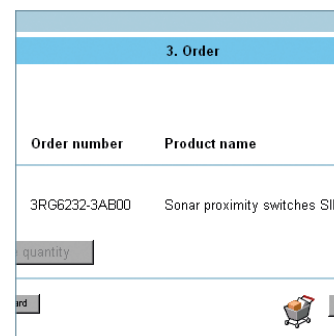 3. Order
Order number Product name
3RG6232-3AB00 Sonar proximity switches
quantity